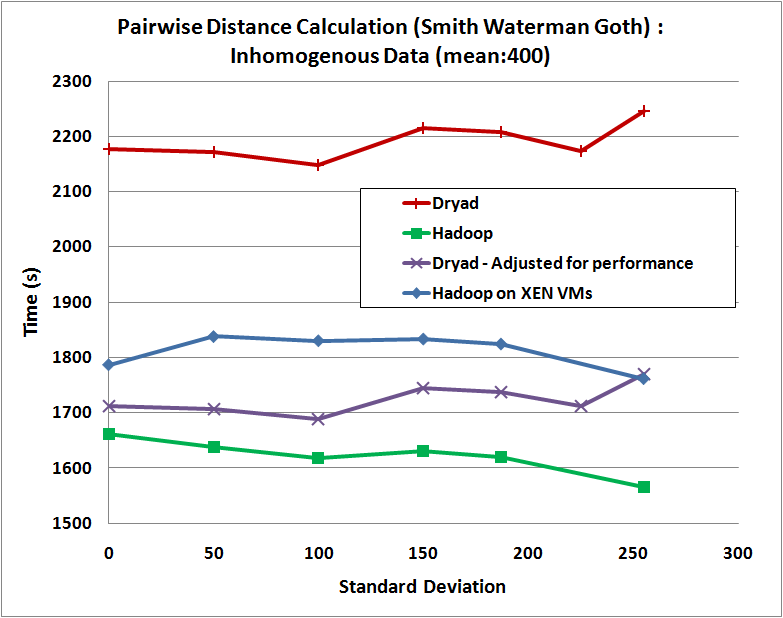 Pairwise Distance Calculation (Smith Waterman Goth) :
Inhomogenous Data (mean:400)
2300
2200
2100
2000
1900
1800
1700
1600
1500
Time (s)
Dryad
Hadoop
Dryad - Adjusted for performance
Hadoop on XEN VMs
0 50 100 150 200 250 300
Standard Deviation